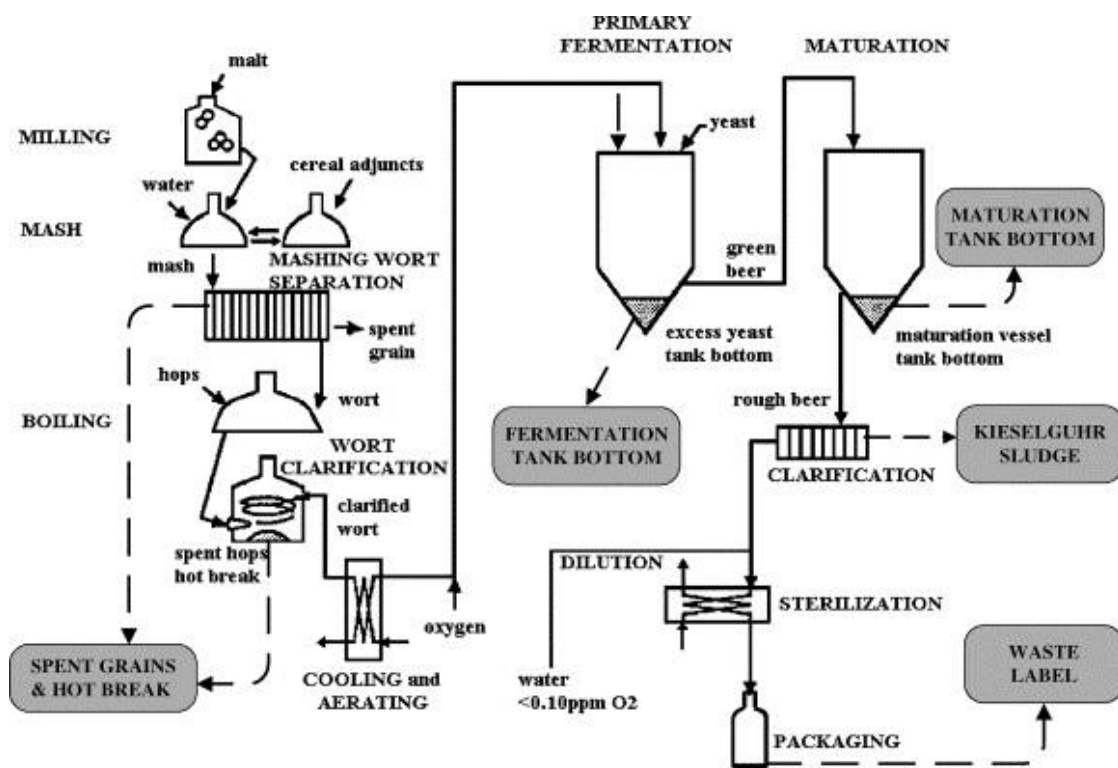 PRIMARY
FERMENTATION
MATURATION
malt
MILLING
yeast
cereal adjuncts
water
MASH
MATURATION
TANK BOTTOM
green
beer
mash
MASHING WORT
SEPARATION
spent
grain
excess yeast
tank bottom
maturation vessel
tank bottom
hops
wort
BOILING
rough beer
FERMENTATION
TANK BOTTOM
KIESELGUHR
SLUDGE
CLARIFICATION
WORT
CLARIFICATION
clarified
wort
spent hops
hot break
DILUTION
STERILIZATION
oxygen
SPENT GRAINS
& HOT BREAK
COOLING and
AERATING
water
<0.10ppm O2
WASTE
LABEL
PACKAGING